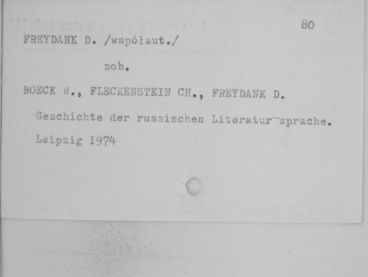 80
FREYDANK D. /współaut./
zob.
BOECK W., FLECKENSTEIN CH., FREYDANK D.
Geschichte der russischen Literatur sprache.
Leipzig 1974